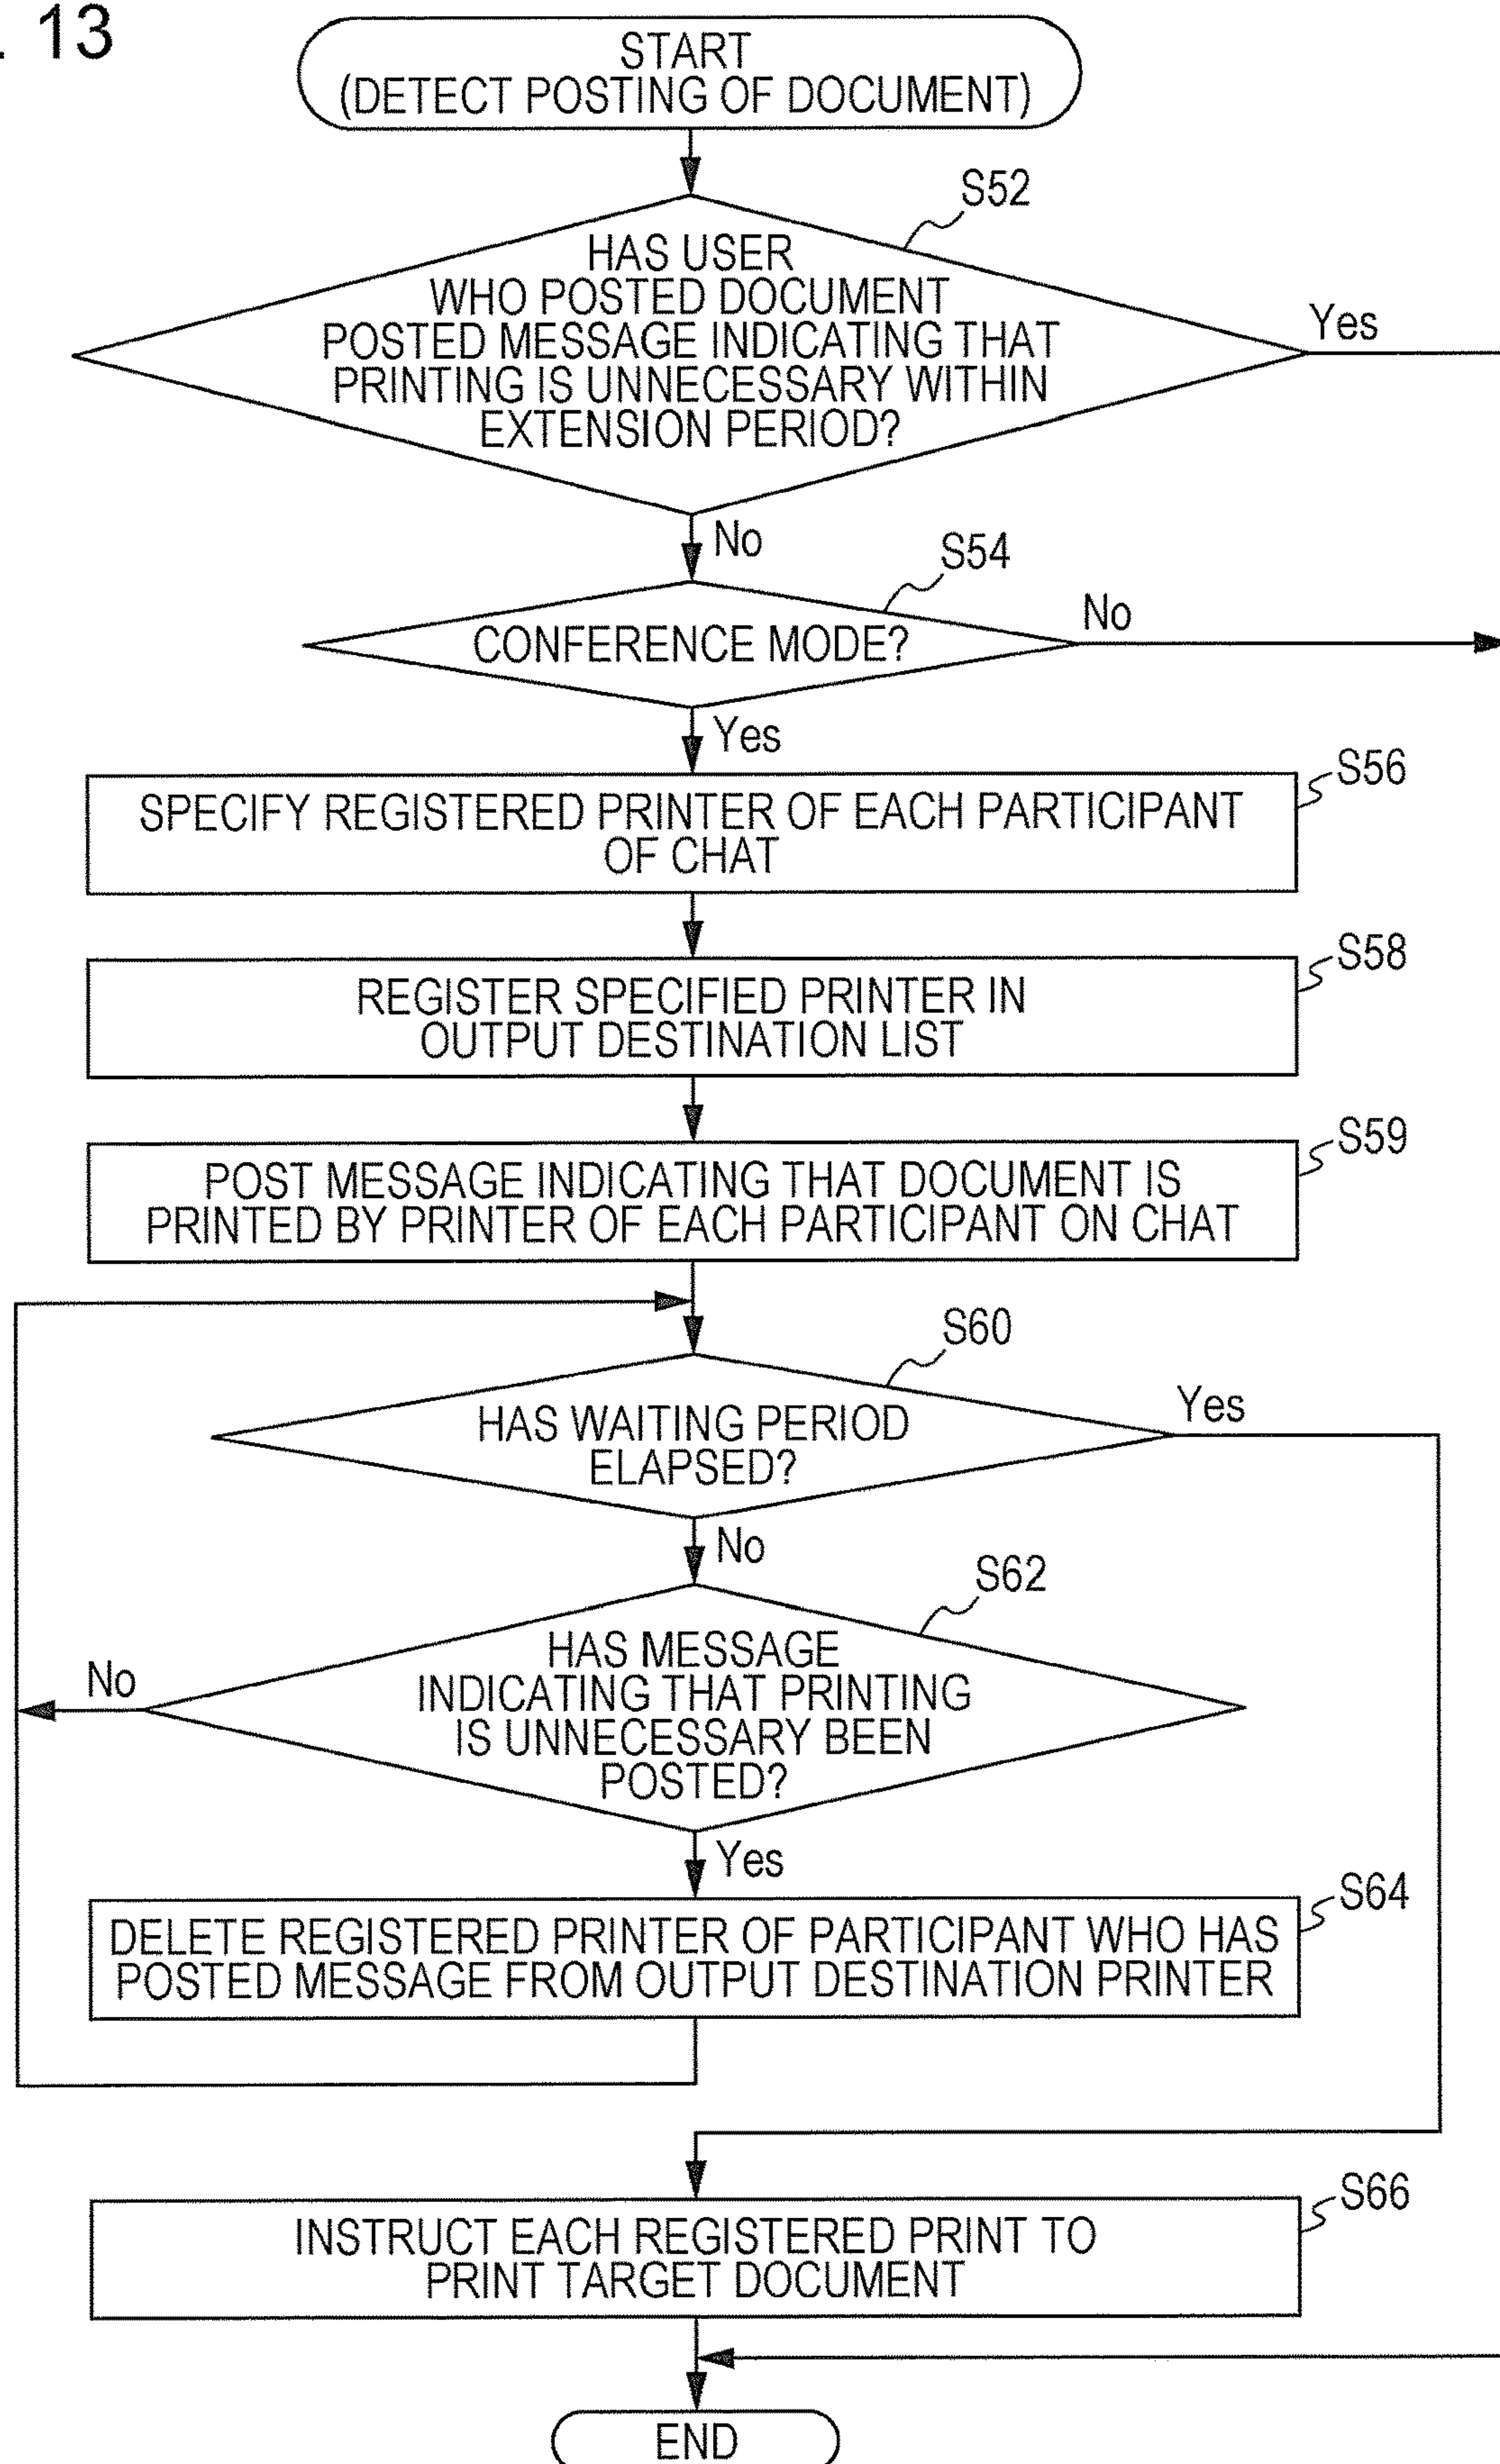 . 13
START
(DETECT POSTING OF DOCUMENT)
S52
HAS USER
WHO POSTED DOCUMENT
POSTED MESSAGE INDICATING THAT
PRINTING IS UNNECESSARY WITHIN
EXTENSION PERIOD?
Yes
No
S54
CONFERENCE MODE?
No
Yes
S56
SPECIFY REGISTERED PRINTER OF EACH PARTICIPANT
OF CHAT
S58
REGISTER SPECIFIED PRINTER IN
OUTPUT DESTINATION LIST
S59
POST MESSAGE INDICATING THAT DOCUMENT IS
PRINTED BY PRINTER OF EACH PARTICIPANT ON CHAT
S60
HAS WAITING PERIOD
ELAPSED?
Yes
No
S62
HAS MESSAGE
INDICATING THAT PRINTING
IS UNNECESSARY BEEN
POSTED?
No
Yes
S64
DELETE REGISTERED PRINTER OF PARTICIPANT WHO HAS
POSTED MESSAGE FROM OUTPUT DESTINATION PRINTER
S66
INSTRUCT EACH REGISTERED PRINT TO
PRINT TARGET DOCUMENT
END